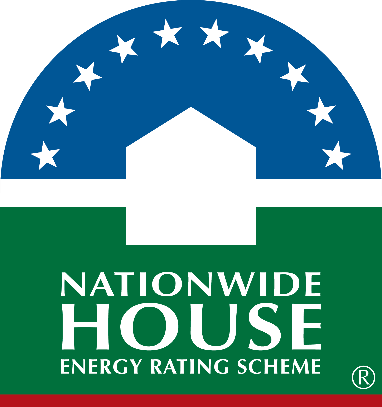 NATIONWIDE
HOUSE
ENERGY RATING SCHEME
®